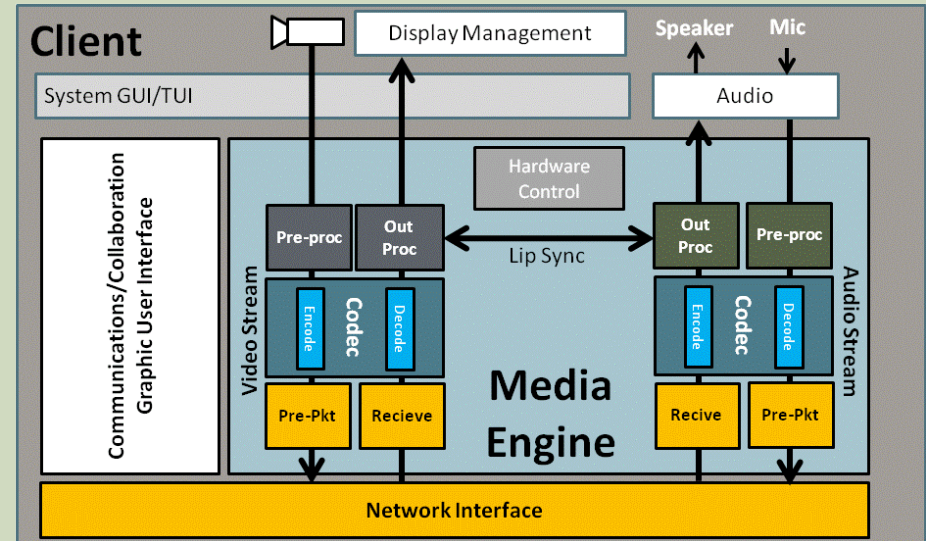 Client
Display Management
Speaker
Mic
System GUI/TUI
Audio
Communications/Collaboration
Graphic User Interface
Hardware
Control
Pre-proc
Out
Proc
Lip Sync
Out
Proc
Pre-proc
Video Stream
Encode
Codec
Decode
Encode
Codec
Decode
Audio Stream
Pre-Pkt
Recieve
Media
Engine
Recive
Pre-Pkt
Network Interface